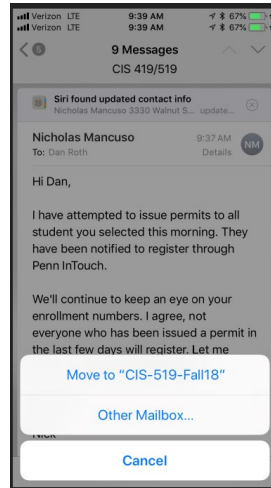 Verizon LTE 9:39 AM 67%
Verizon LTE 9:39 AM 67%
6 9 Messages
CIS 419/519
Siri found updated contact info
Nicholas Mancuso 3330 Walnut S... update...
Nicholas Mancuso 9:37 AM
To: Dan Roth Details NM
Hi Dan,
I have attempted to issue permits to all
student you selected this morning. They
have been notified to register through
Penn InTouch.
We'll continue to keep an eye on your
enrollment numbers. I agree, not
everyone who has been issued a permit in
the last few days will register. Let me
Move to "CIS-519-Fall18"
Other Mailbox...
Nick
Cancel